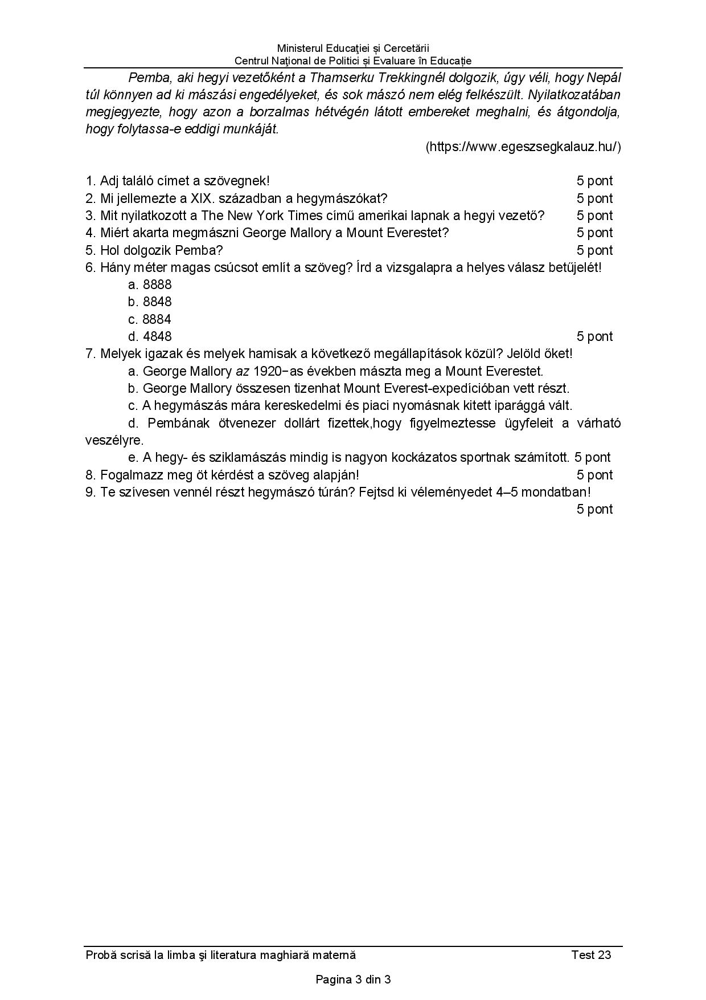 Ministerul Educaţiei și Cercetării
Centrul Naţional de Politici și Evaluare în Educație
Pemba, aki hegyi vezetőként a Thamserku Trekkingnél dolgozik, úgy véli, hogy Nepál
túl könnyen ad ki mászási engedélyeket, és sok mászó nem elég felkészült. Nyilatkozatában
megjegyezte, hogy azon a borzalmas hétvégén látott embereket meghalni, és átgondolja,
hogy folytassa-e eddigi munkáját.
(https://www.egeszsegkalauz.hu/)
1. Adj találó címet a szövegnek! 5 pont
2. Mi jellemezte a XIX. században a hegymászókat? 5 pont
3. Mit nyilatkozott a The New York Times című amerikai lapnak a hegyi vezető? 5 pont
4. Miért akarta megmászni George Mallory a Mount Everestet? 5 pont
5. Hol dolgozik Pemba? 5 pont
6. Hány méter magas csúcsot említ a szöveg? Írd a vizsgalapra a helyes válasz betűjelét!
a. 8888
b. 8848
c. 8884
d. 4848 5 pont
7. Melyek igazak és melyek hamisak a következő megállapítások közül? Jelöld őket!
a. George Mallory az 1920−as években mászta meg a Mount Everestet.
b. George Mallory összesen tizenhat Mount Everest-expedícióban vett részt.
c. A hegymászás mára kereskedelmi és piaci nyomásnak kitett iparággá vált.
d. Pembának ötvenezer dollárt fizettek,hogy figyelmeztesse ügyfeleit a várható
veszélyre.
e. A hegy- és sziklamászás mindig is nagyon kockázatos sportnak számított. 5 pont
8. Fogalmazz meg öt kérdést a szöveg alapján! 5 pont
9. Te szívesen vennél részt hegymászó túrán? Fejtsd ki véleményedet 4–5 mondatban!
5 pont
Probă scrisă la limba şi literatura maghiară maternă Test 23
Pagina 3 din 3